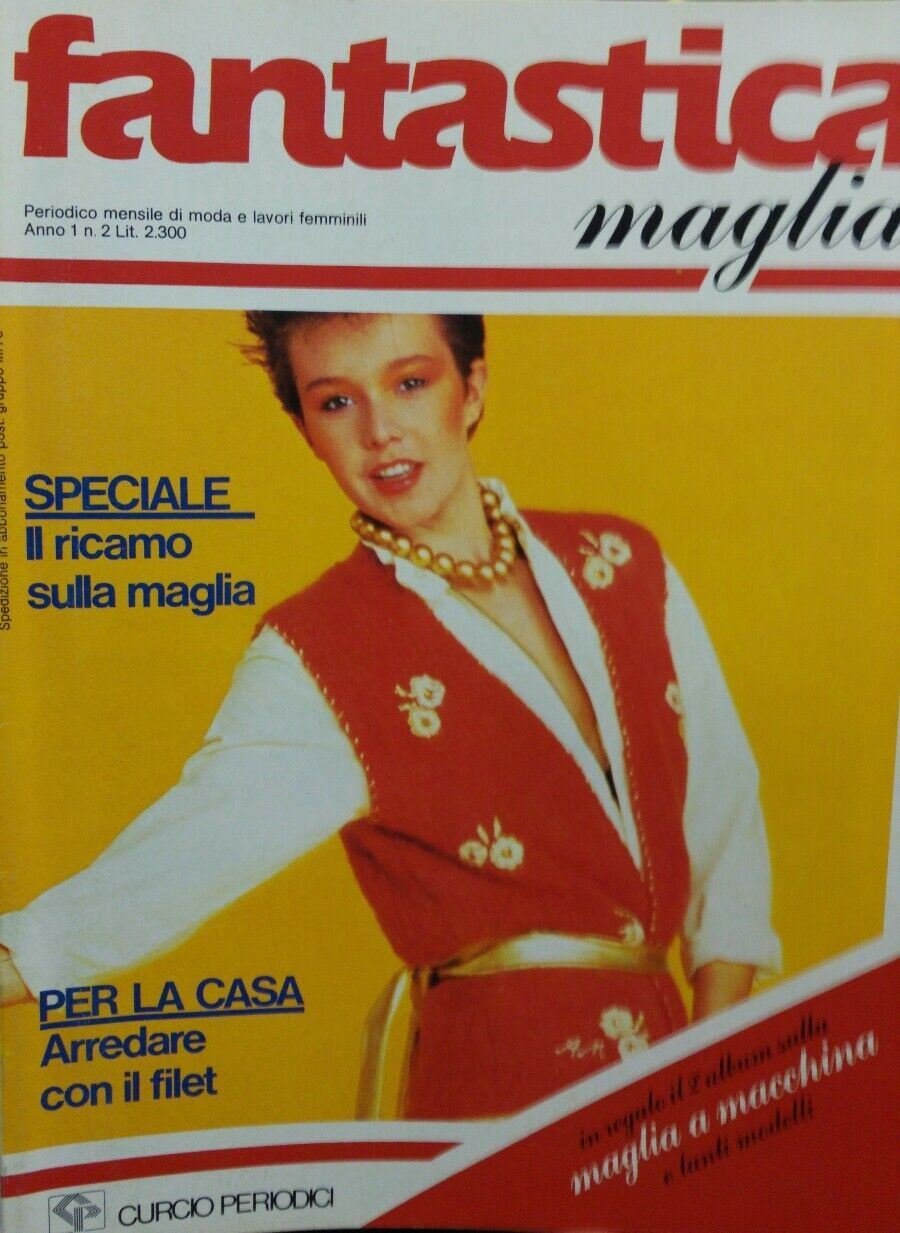 fantastica
maglia
Periodico mensile di moda e lavori femminili
Anno 1 n. 2 Lit. 2.300
Spedizione in abbonamento post. gruppo
SPECIALE
Il ricamo
sulla maglia
PER LA CASA
Arredare
con il filet
in regalo il 2° album sulla
maglia a macchina
e tanti modelli
CURCIO PERIODICI